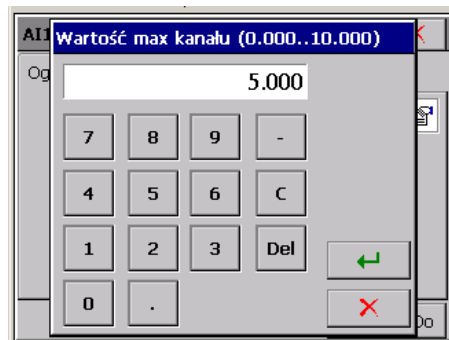 AI1
Wartość max kanału (0.000..10.000)
Og
5.000
7 8 9 -
4 5 6 C
1 2 3 Del
0 .
Do